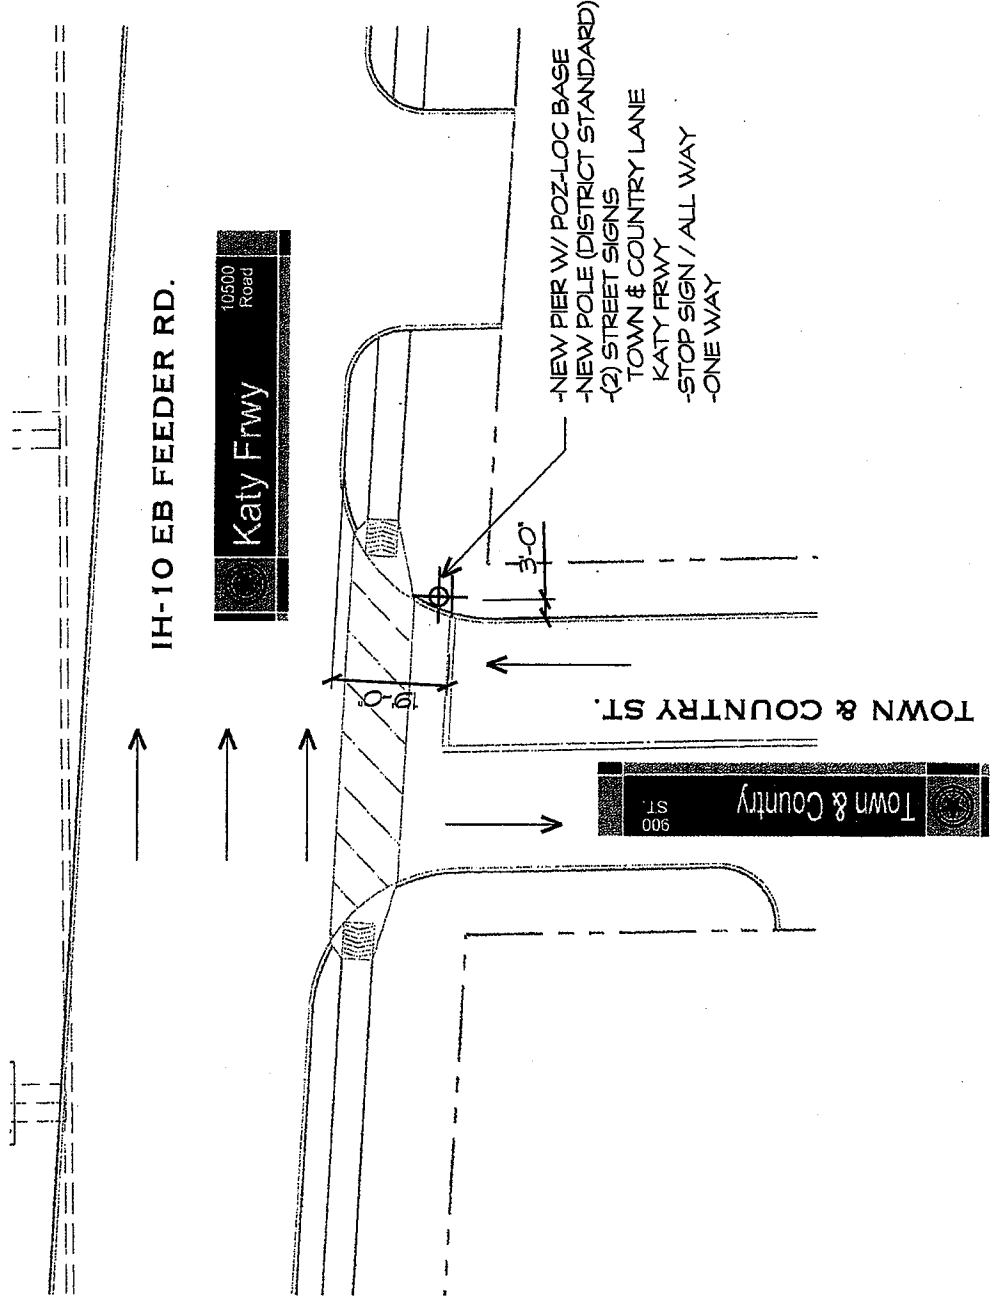 IH-10 EB FEEDER RD.
Katy Frwy
10500
Road
-NEW PIER W/ POZ-LOC BASE
-NEW POLE (DISTRICT STANDARD)
-(2) STREET SIGNS
TOWN & COUNTRY LANE
KATY FRWY
-STOP SIGN / ALL WAY
-ONE WAY
3'-0"
TOWN & COUNTRY ST.
Town & Country
900
ST.